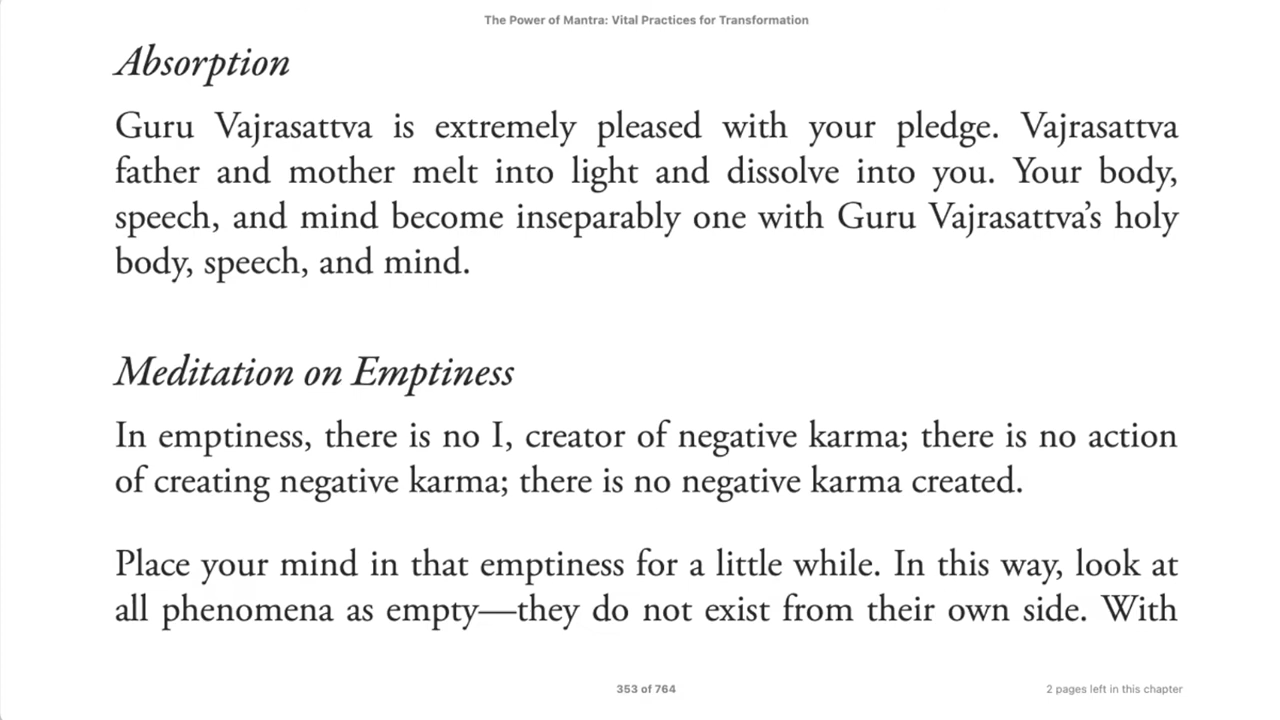 The Power of Mantra: Vital Practices for Transformation
Absorption
Guru Vajrasattva is extremely pleased with your pledge. Vajrasattva
father and mother melt into light and dissolve into you. Your body,
speech, and mind become inseparably one with Guru Vajrasattva’s holy
body, speech, and mind.
Meditation on Emptiness
In emptiness, there is no I, creator of negative karma; there is no action
of creating negative karma; there is no negative karma created.
Place your mind in that emptiness for a little while. In this way, look at
all phenomena as empty—they do not exist from their own side. With
353 of 764
2 pages left in this chapter